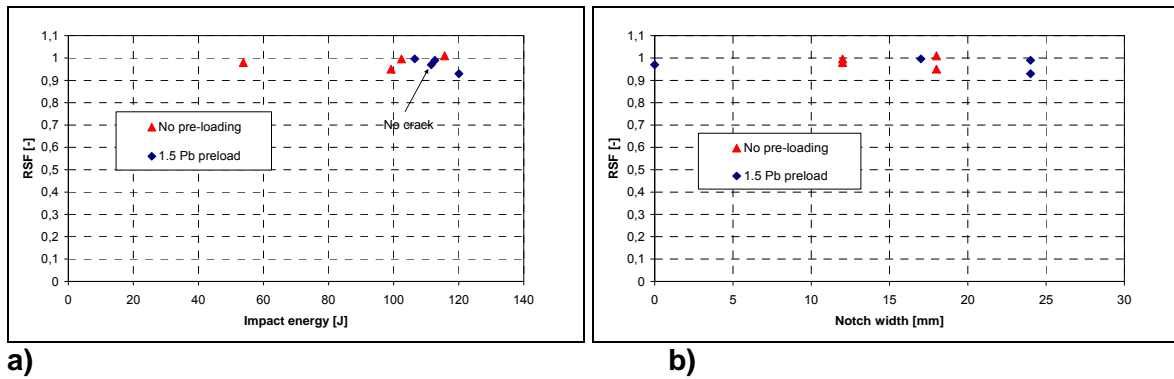 1,1
1
0,9
0,8
0,7
0,6
0,5
0,4
0,3
0,2
0,1
0
RSF [-]
No crack
No pre-loading
1.5 Pb preload
0 20 40 60 80 100 120 140
Impact energy [J]
a)
1,1
1
0,9
0,8
0,7
0,6
0,5
0,4
0,3
0,2
0,1
0
RSF [-]
No pre-loading
1.5 Pb preload
0 5 10 15 20 25 30
Notch width [mm]
b)